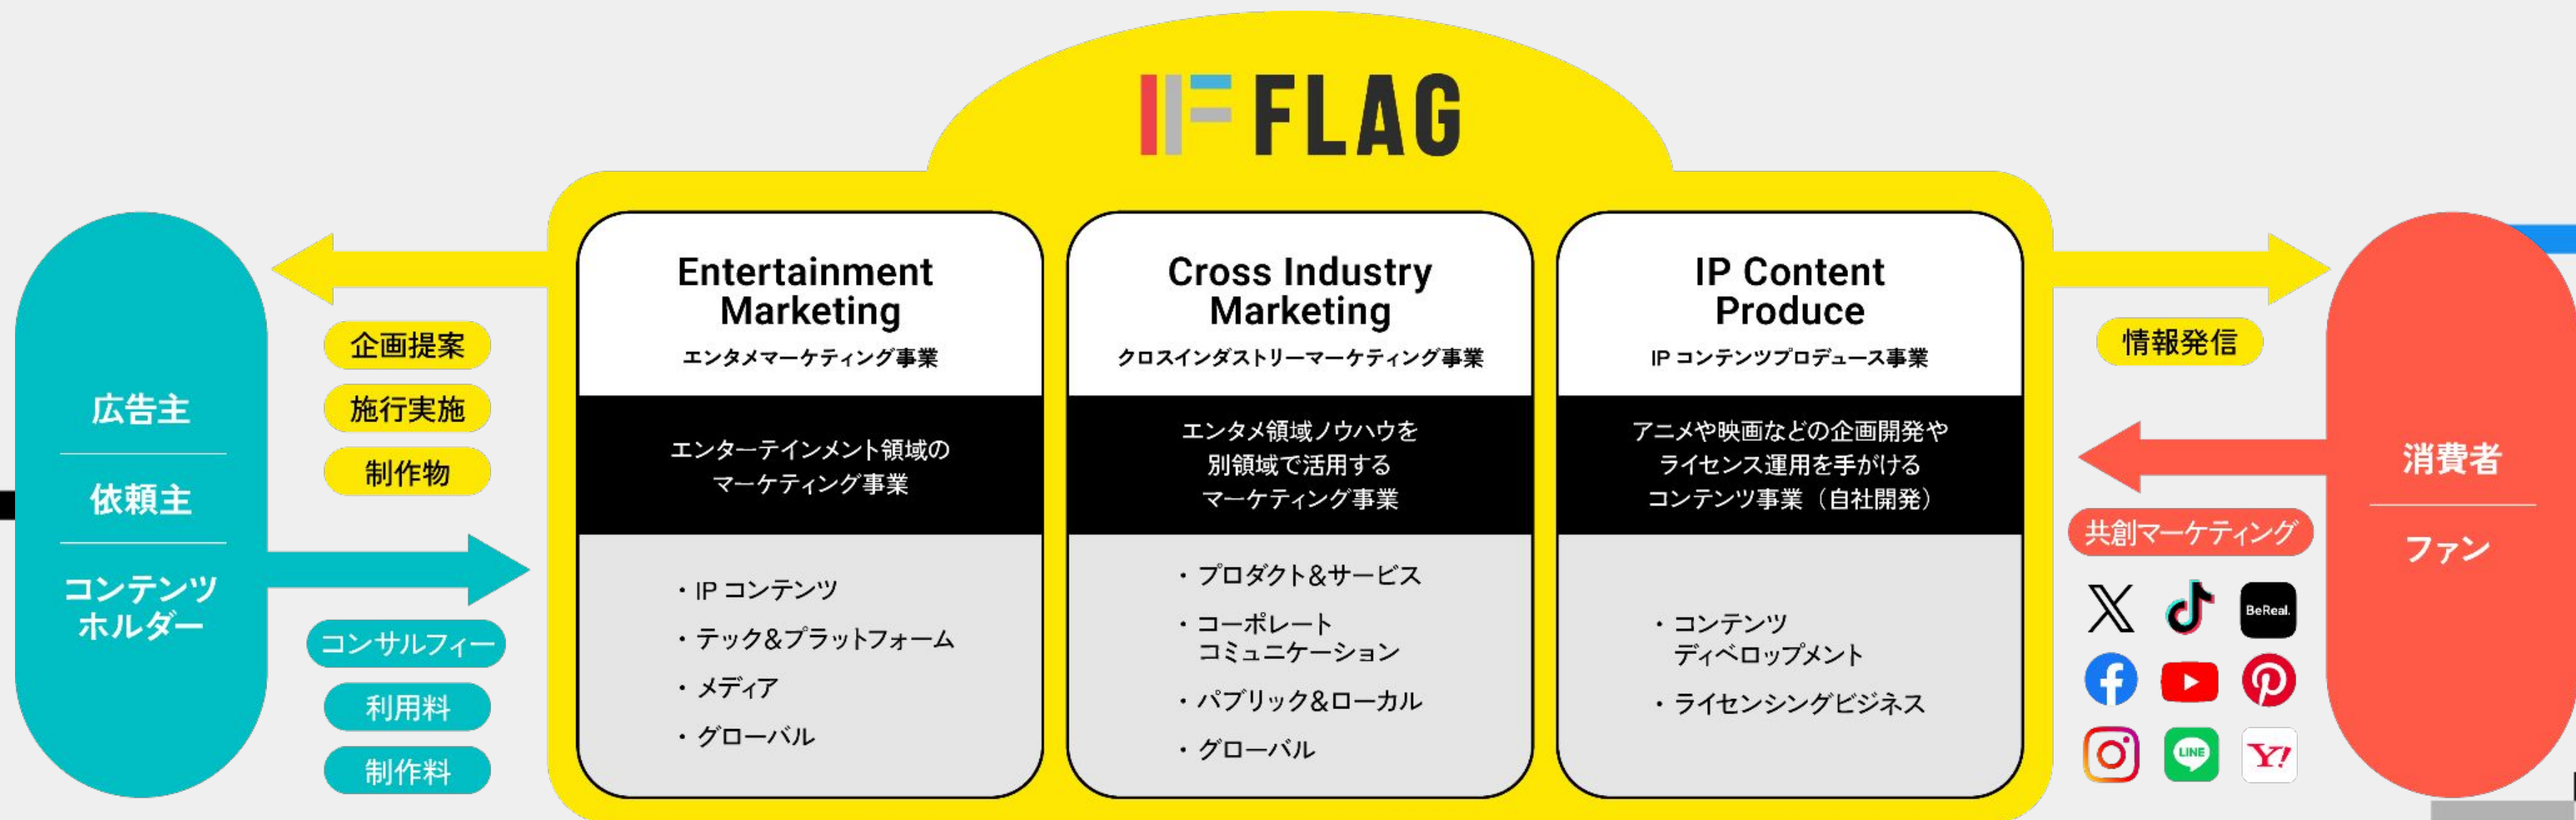 FLAG
広告主
依頼主
コンテンツ
ホルダー
企画提案
施行実施
制作物
コンサルフィー
利用料
制作料
Entertainment
Marketing
エンタメマーケティング事業
エンターテインメント領域の
マーケティング事業
・IP コンテンツ
・テック&プラットフォーム
・メディア
・グローバル
Cross Industry
Marketing
クロスインダストリーマーケティング事業
エンタメ領域ノウハウを
別領域で活用する
マーケティング事業
・プロダクト&サービス
・コーポレート
コミュニケーション
・パブリック&ローカル
・グローバル
IP Content
Produce
IP コンテンツプロデュース事業
アニメや映画などの企画開発や
ライセンス運用を手がける
コンテンツ事業（自社開発）
・コンテンツ
ディベロップメント
・ライセンシングビジネス
情報発信
共創マーケティング
BeReal.
LINE
Y!
消費者
ファン